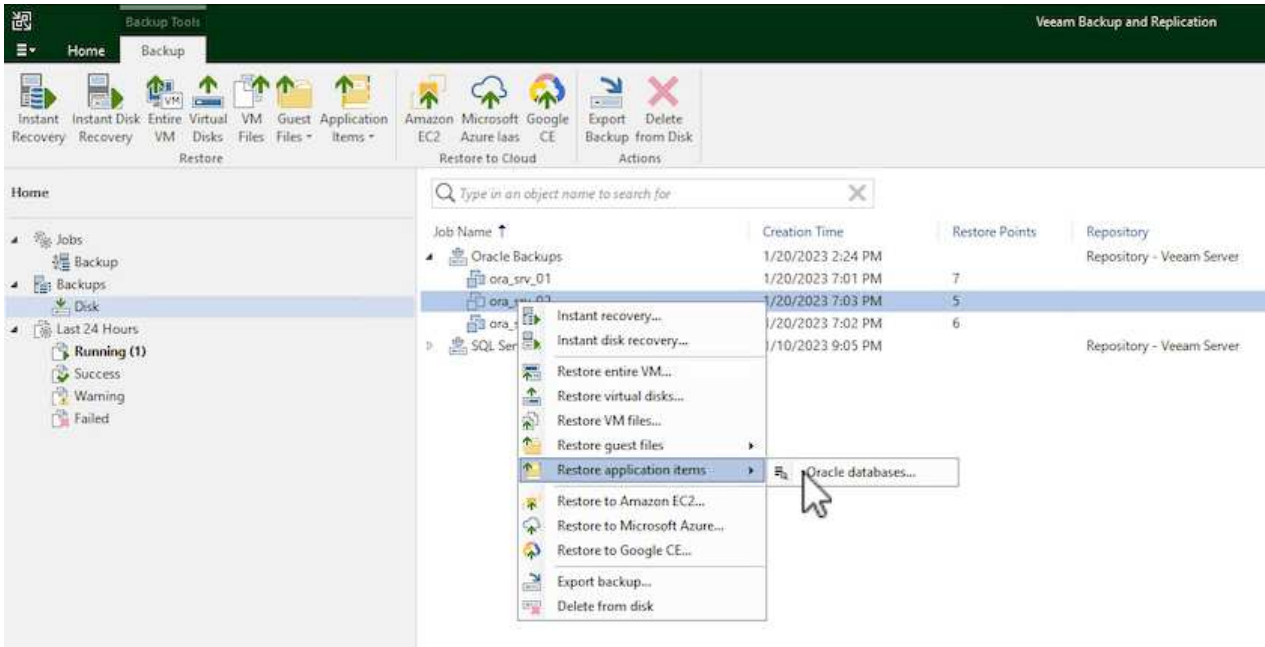 Backup Tools
Veeam Backup and Replication
Home Backup
Instant Recovery
Instant Disk Recovery
Entire VM
Virtual Disks
VM Files
Guest Files
Application Items
Restore
Amazon EC2
Microsoft Azure Iaas
Google CE
Restore to Cloud
Export Backup
Delete from Disk
Actions
Home
Jobs
Backup
Backups
Disk
Last 24 Hours
Running (1)
Success
Warning
Failed
Type in an object name to search for
Job Name Creation Time Restore Points Repository
Oracle Backups 1/20/2023 2:24 PM Repository - Veeam Server
ora_srv_01 1/20/2023 7:01 PM 7
ora_srv_02 1/20/2023 7:03 PM 5
1/20/2023 7:02 PM 6
SQL Ser 1/10/2023 9:05 PM Repository - Veeam Server
Instant recovery...
Instant disk recovery...
Restore entire VM...
Restore virtual disks...
Restore VM files...
Restore guest files
Restore application items
Oracle databases...
Restore to Amazon EC2...
Restore to Microsoft Azure...
Restore to Google CE...
Export backup...
Delete from disk